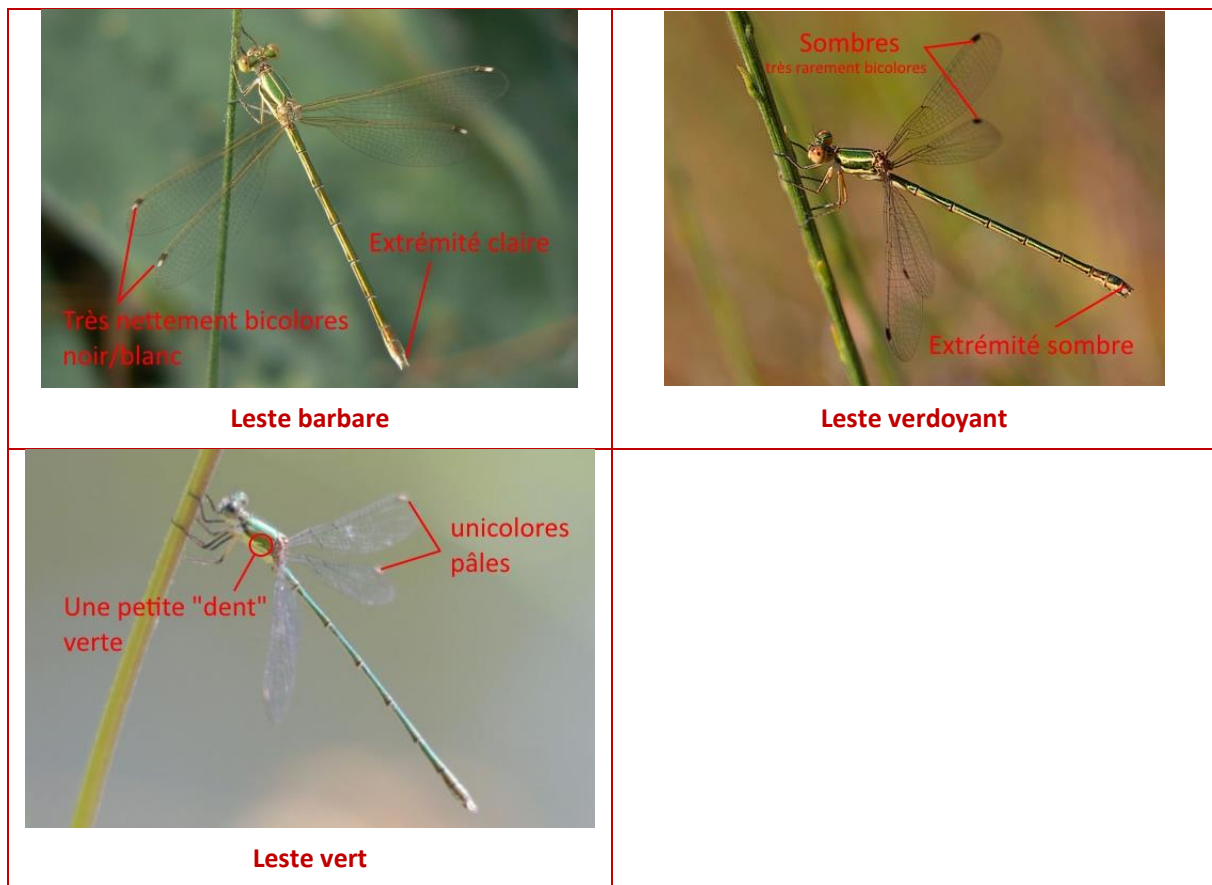 Très nettement bicolores
noir/blanc
Extrémité claire
Leste barbare
Sombres
très rarement bicolores
Extrémité sombre
Leste verdoyant
Une petite "dent"
verte
unicolores
pâles
Leste vert